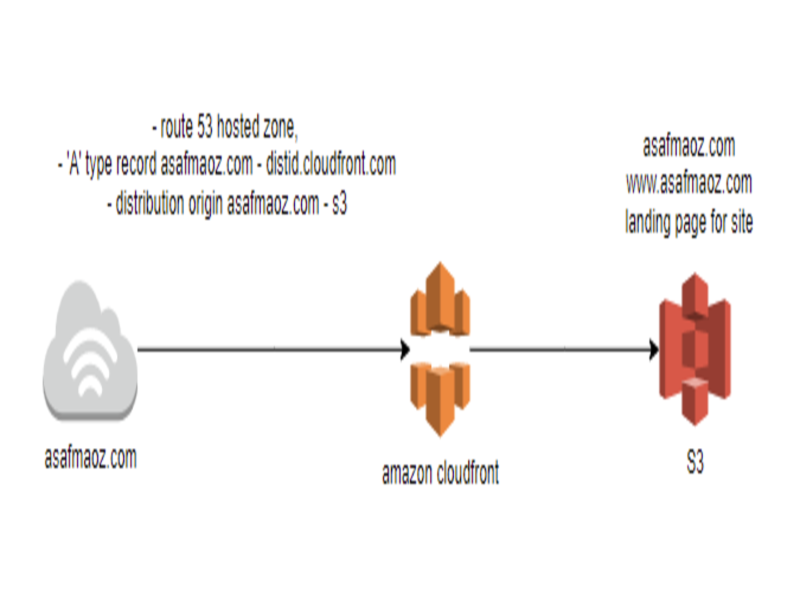 - route 53 hosted zone,
- 'A' type record asafmaoz.com - distid.cloudfront.com
- distribution origin asafmaoz.com - s3
asafmaoz.com
www.asafmaoz.com
landing page for site
asafmaoz.com
amazon cloudfront
S3